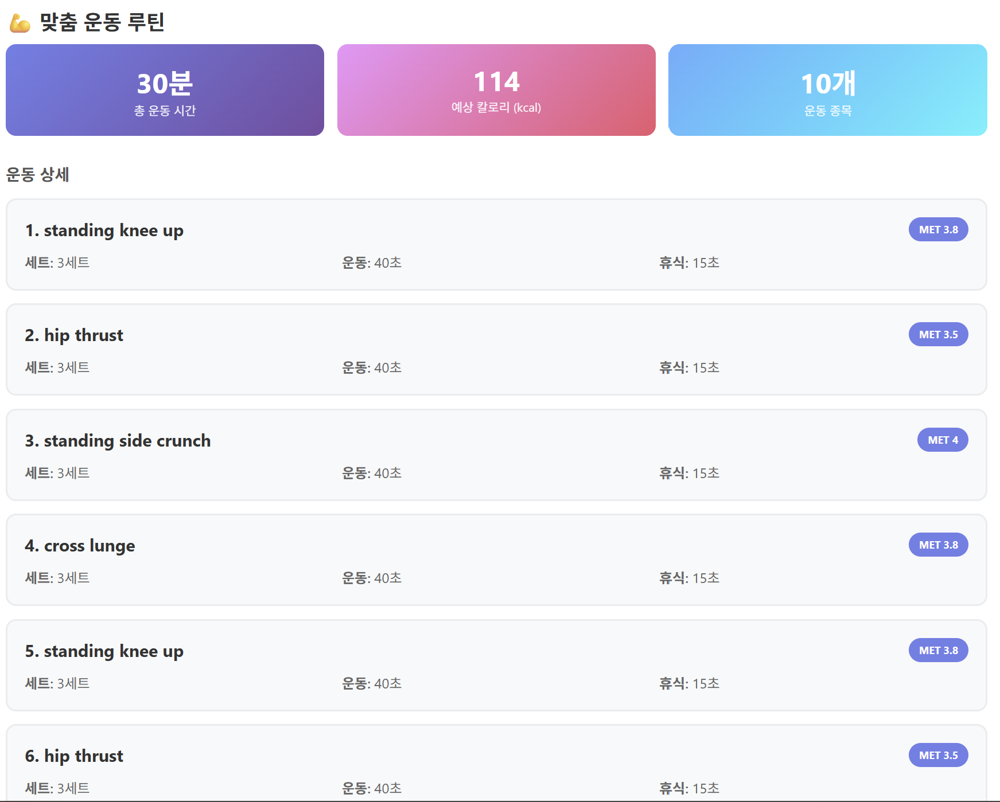 💪 맞춤 운동 루틴
30분
총 운동 시간
114
예상 칼로리 (kcal)
10개
운동 종목
운동 상세
1. standing knee up
MET 3.8
세트: 3세트 운동: 40초 휴식: 15초
2. hip thrust
MET 3.5
세트: 3세트 운동: 40초 휴식: 15초
3. standing side crunch
MET 4
세트: 3세트 운동: 40초 휴식: 15초
4. cross lunge
MET 3.8
세트: 3세트 운동: 40초 휴식: 15초
5. standing knee up
MET 3.8
세트: 3세트 운동: 40초 휴식: 15초
6. hip thrust
MET 3.5
세트: 3세트 운동: 40초 휴식: 15초